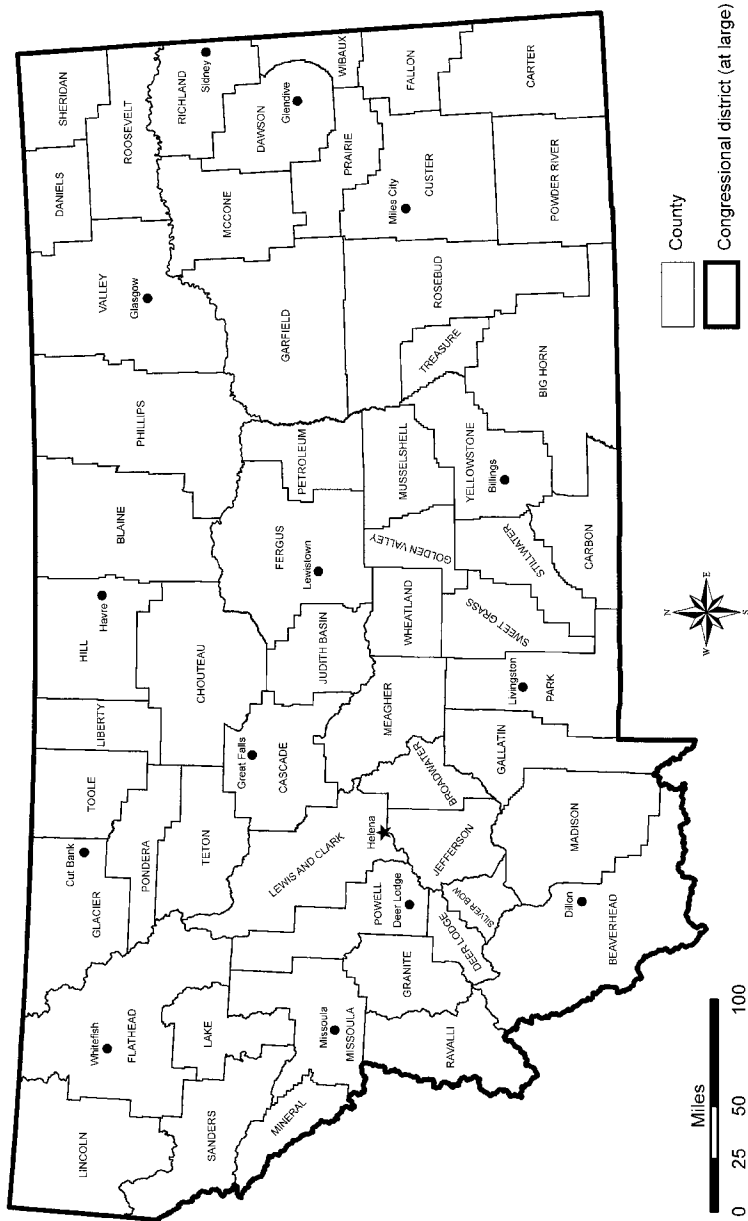 LINCOLN
Whitefish
FLATHEAD
GLACIER
Cut Bank
TOOLE
LIBERTY
HILL
Havre
BLAINE
PHILLIPS
VALLEY
Glasgow
DANIELS
SHERIDAN
ROOSEVELT
SANDERS
LAKE
PONDERA
TETON
CHOUTEAU
RICHLAND
Sidney
MCCONE
DAWSON
Glendive
WIBAUX
MINERAL
Missoula
MISSOULA
LEWIS AND CLARK
Great Falls
CASCADE
JUDITH BASIN
FERGUS
Lewistown
PETROLEUM
GARFIELD
PRAIRIE
POWELL
Deer Lodge
Helena
GRANITE
RAVALLI
DEER LODGE
SILVER BOW
JEFFERSON
BROADWATER
MEAGHER
WHEATLAND
GOLDEN VALLEY
MUSSELSHELL
TREASURE
ROSEBUD
Miles City
CUSTER
FALLON
Dillon
BEAVERHEAD
MADISON
GALLATIN
Livingston
PARK
SWEET GRASS
STILLWATER
YELLOWSTONE
Billings
CARBON
BIG HORN
POWDER RIVER
CARTER
Miles
0 25 50 100
N
W E
S
County
Congressional district (at large)